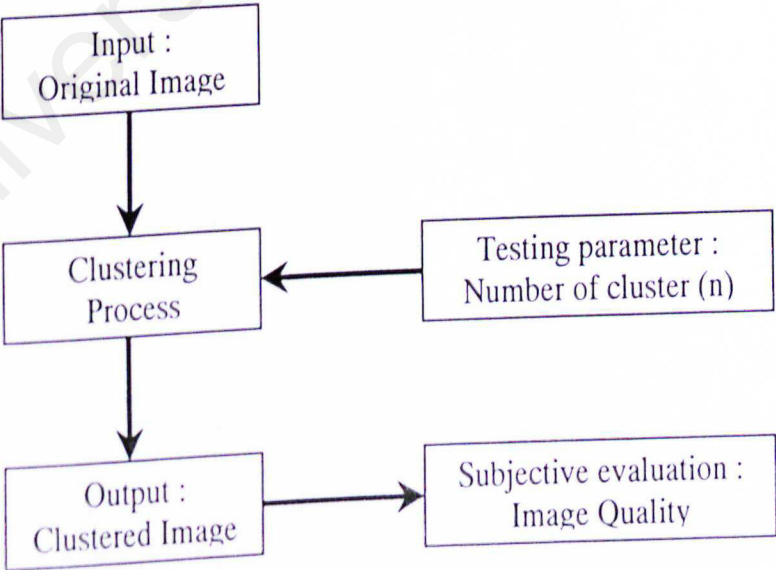 Input :
Original Image
Clustering
Process
Testing parameter :
Number of cluster (n)
Output :
Clustered Image
Subjective evaluation :
Image Quality